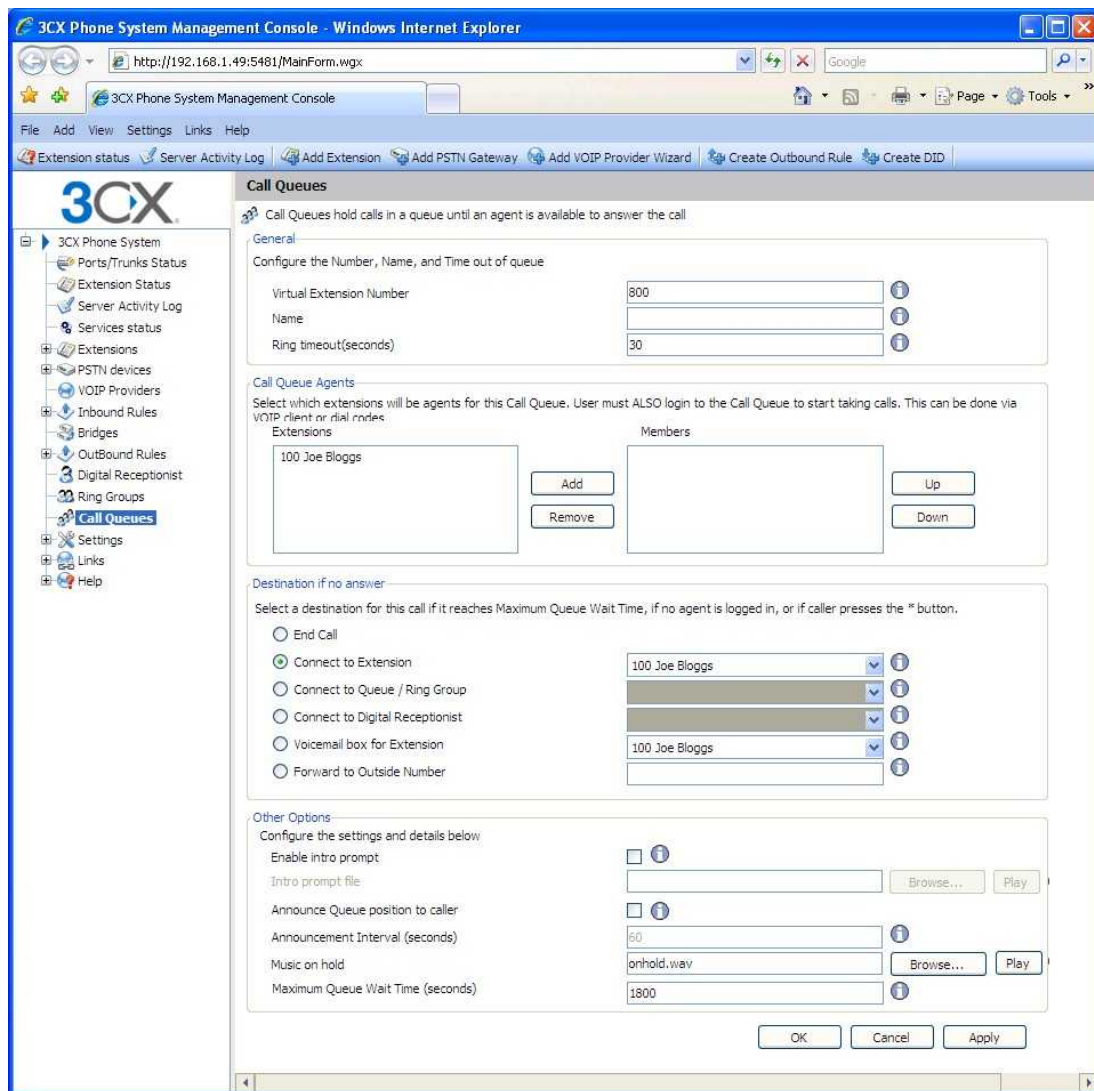 3CX Phone System Management Console - Windows Internet Explorer
http://192.168.1.49:5481/MainForm.wgx
Google
3CX Phone System Management Console
Page
Tools
»
File Add View Settings Links Help
Extension status Server Activity Log Add Extension Add PSTN Gateway Add VOIP Provider Wizard Create Outbound Rule Create DID
3CX
3CX Phone System
Ports/Trunks Status
Extension Status
Server Activity Log
Services status
Extensions
PSTN devices
VOIP Providers
Inbound Rules
Bridges
OutBound Rules
Digital Receptionist
Ring Groups
Call Queues
Settings
Links
Help
Call Queues
Call Queues hold calls in a queue until an agent is available to answer the call
General
Configure the Number, Name, and Time out of queue
Virtual Extension Number 800
Name
Ring timeout(seconds) 30
Call Queue Agents
Select which extensions will be agents for this Call Queue. User must ALSO login to the Call Queue to start taking calls. This can be done via
VOIP client or dial codes
Extensions Members
100 Joe Bloggs
Add Up
Remove Down
Destination if no answer
Select a destination for this call if it reaches Maximum Queue Wait Time, if no agent is logged in, or if caller presses the * button.
End Call
Connect to Extension 100 Joe Bloggs
Connect to Queue / Ring Group
Connect to Digital Receptionist
Voicemail box for Extension 100 Joe Bloggs
Forward to Outside Number
Other Options
Configure the settings and details below
Enable intro prompt
Intro prompt file Browse... Play
Announce Queue position to caller
Announcement Interval (seconds) 60
Music on hold onhold.wav Browse... Play
Maximum Queue Wait Time (seconds) 1800
OK Cancel Apply